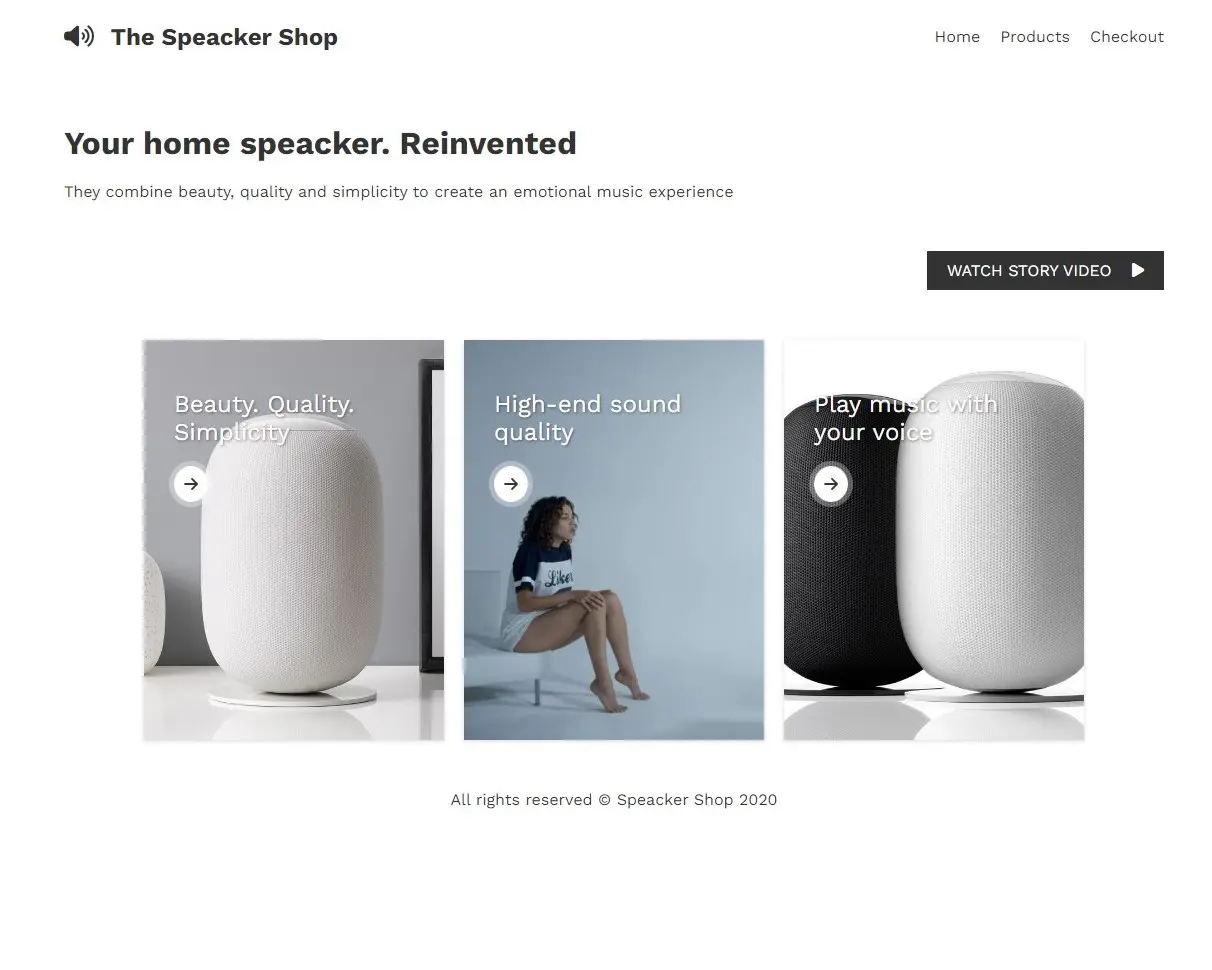 The Speacker Shop
Home Products Checkout
Your home speacker. Reinvented
They combine beauty, quality and simplicity to create an emotional music experience
WATCH STORY VIDEO
Beauty. Quality.
Simplicity
High-end sound
quality
Liker
Play music with
your voice
All rights reserved © Speacker Shop 2020